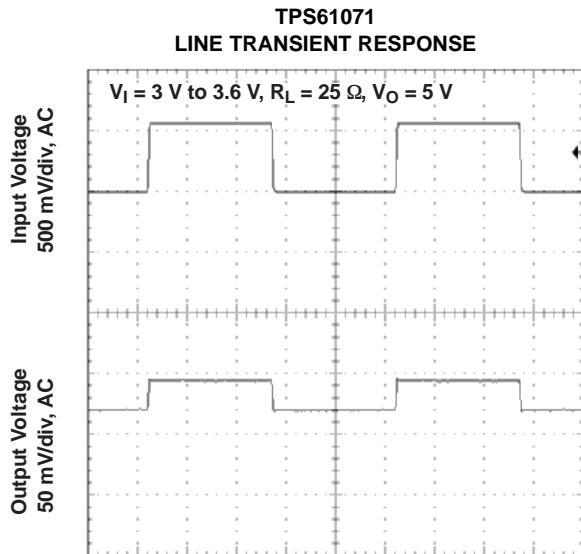 TPS61071
LINE TRANSIENT RESPONSE
V_I = 3 V to 3.6 V, R_L = 25 Ω, V_O = 5 V
Input Voltage
500 mV/div, AC
Output Voltage
50 mV/div, AC